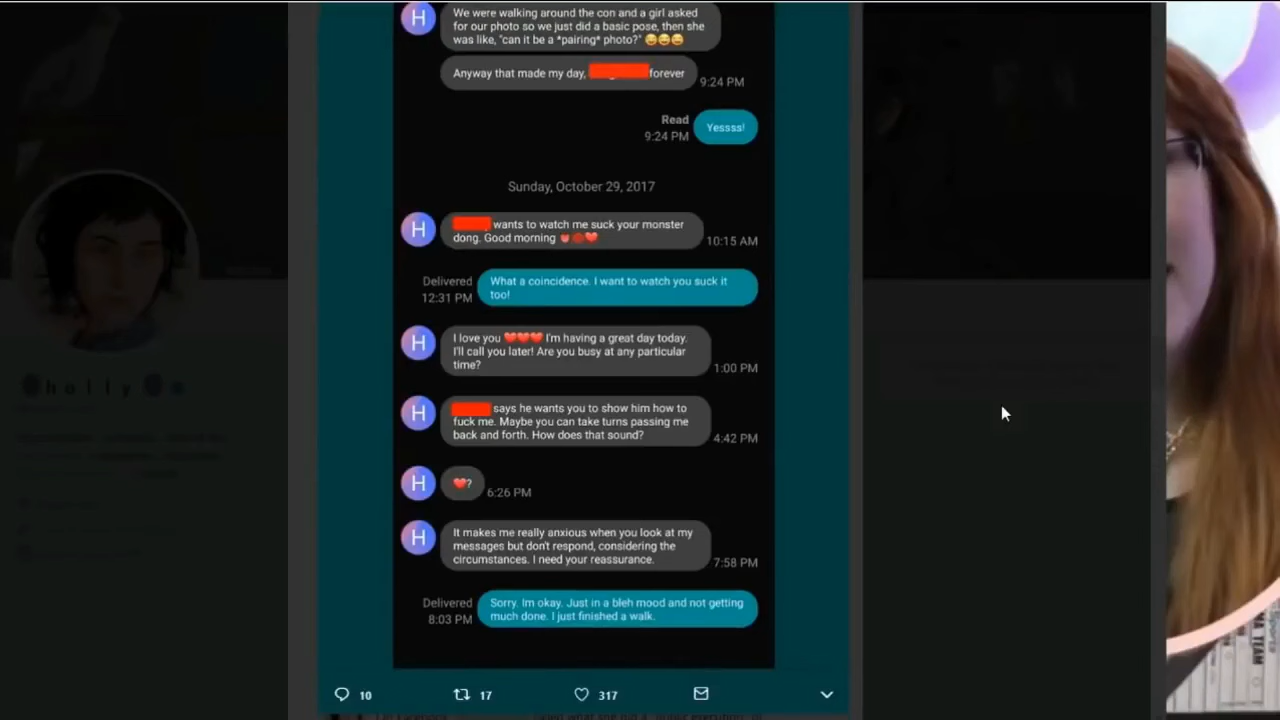 H
We were walking around the con and a girl asked
for our photo so we just did a basic pose, then she
was like, "can it be a *pairing* photo?" 😂😂😂
Anyway that made my day, forever
9:24 PM
Read
9:24 PM
Yessss!
Sunday, October 29, 2017
H
wants to watch me suck your monster
dong. Good morning
10:15 AM
Delivered
12:31 PM
What a coincidence. I want to watch you suck it
too!
H
I love you ❤️❤️❤️ I'm having a great day today.
I'll call you later! Are you busy at any particular
time?
1:00 PM
H
says he wants you to show him how to
fuck me. Maybe you can take turns passing me
back and forth. How does that sound?
4:42 PM
H
❤️?
6:26 PM
H
It makes me really anxious when you look at my
messages but don't respond, considering the
circumstances. I need your reassurance.
7:58 PM
Delivered
8:03 PM
Sorry. Im okay. Just in a bleh mood and not getting
much done. I just finished a walk.
10
17
317
holly
TEAM